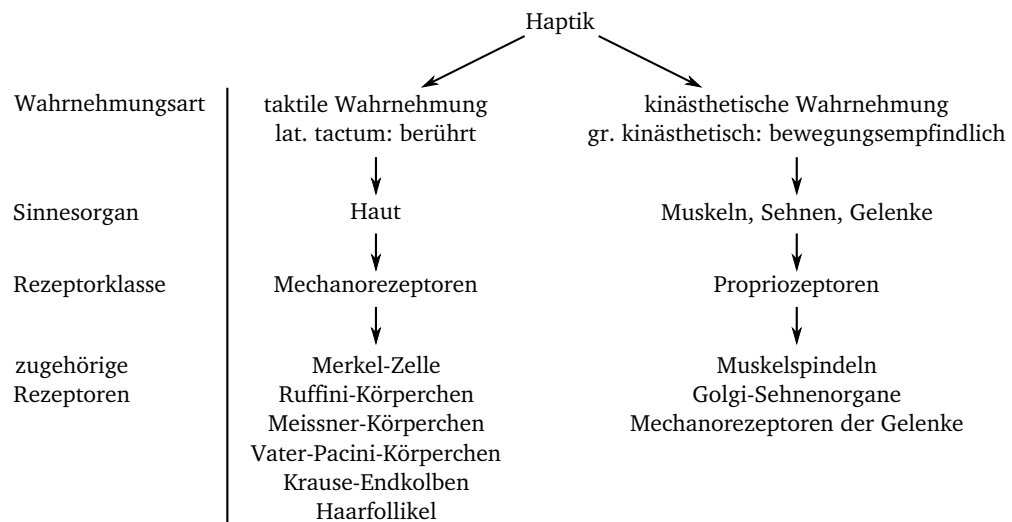 Haptik
Wahrnehmungsart
taktile Wahrnehmung
lat. tactum: berührt
kinästhetische Wahrnehmung
gr. kinästhetisch: bewegungsempfindlich
Sinnesorgan
Haut
Muskeln, Sehnen, Gelenke
Rezeptorklasse
Mechanorezeptoren
Propriozeptoren
zugehörige
Rezeptoren
Merkel-Zelle
Ruffini-Körperchen
Meissner-Körperchen
Vater-Pacini-Körperchen
Krause-Endkolben
Haarfollikel
Muskelspindeln
Golgi-Sehnenorgane
Mechanorezeptoren der Gelenke